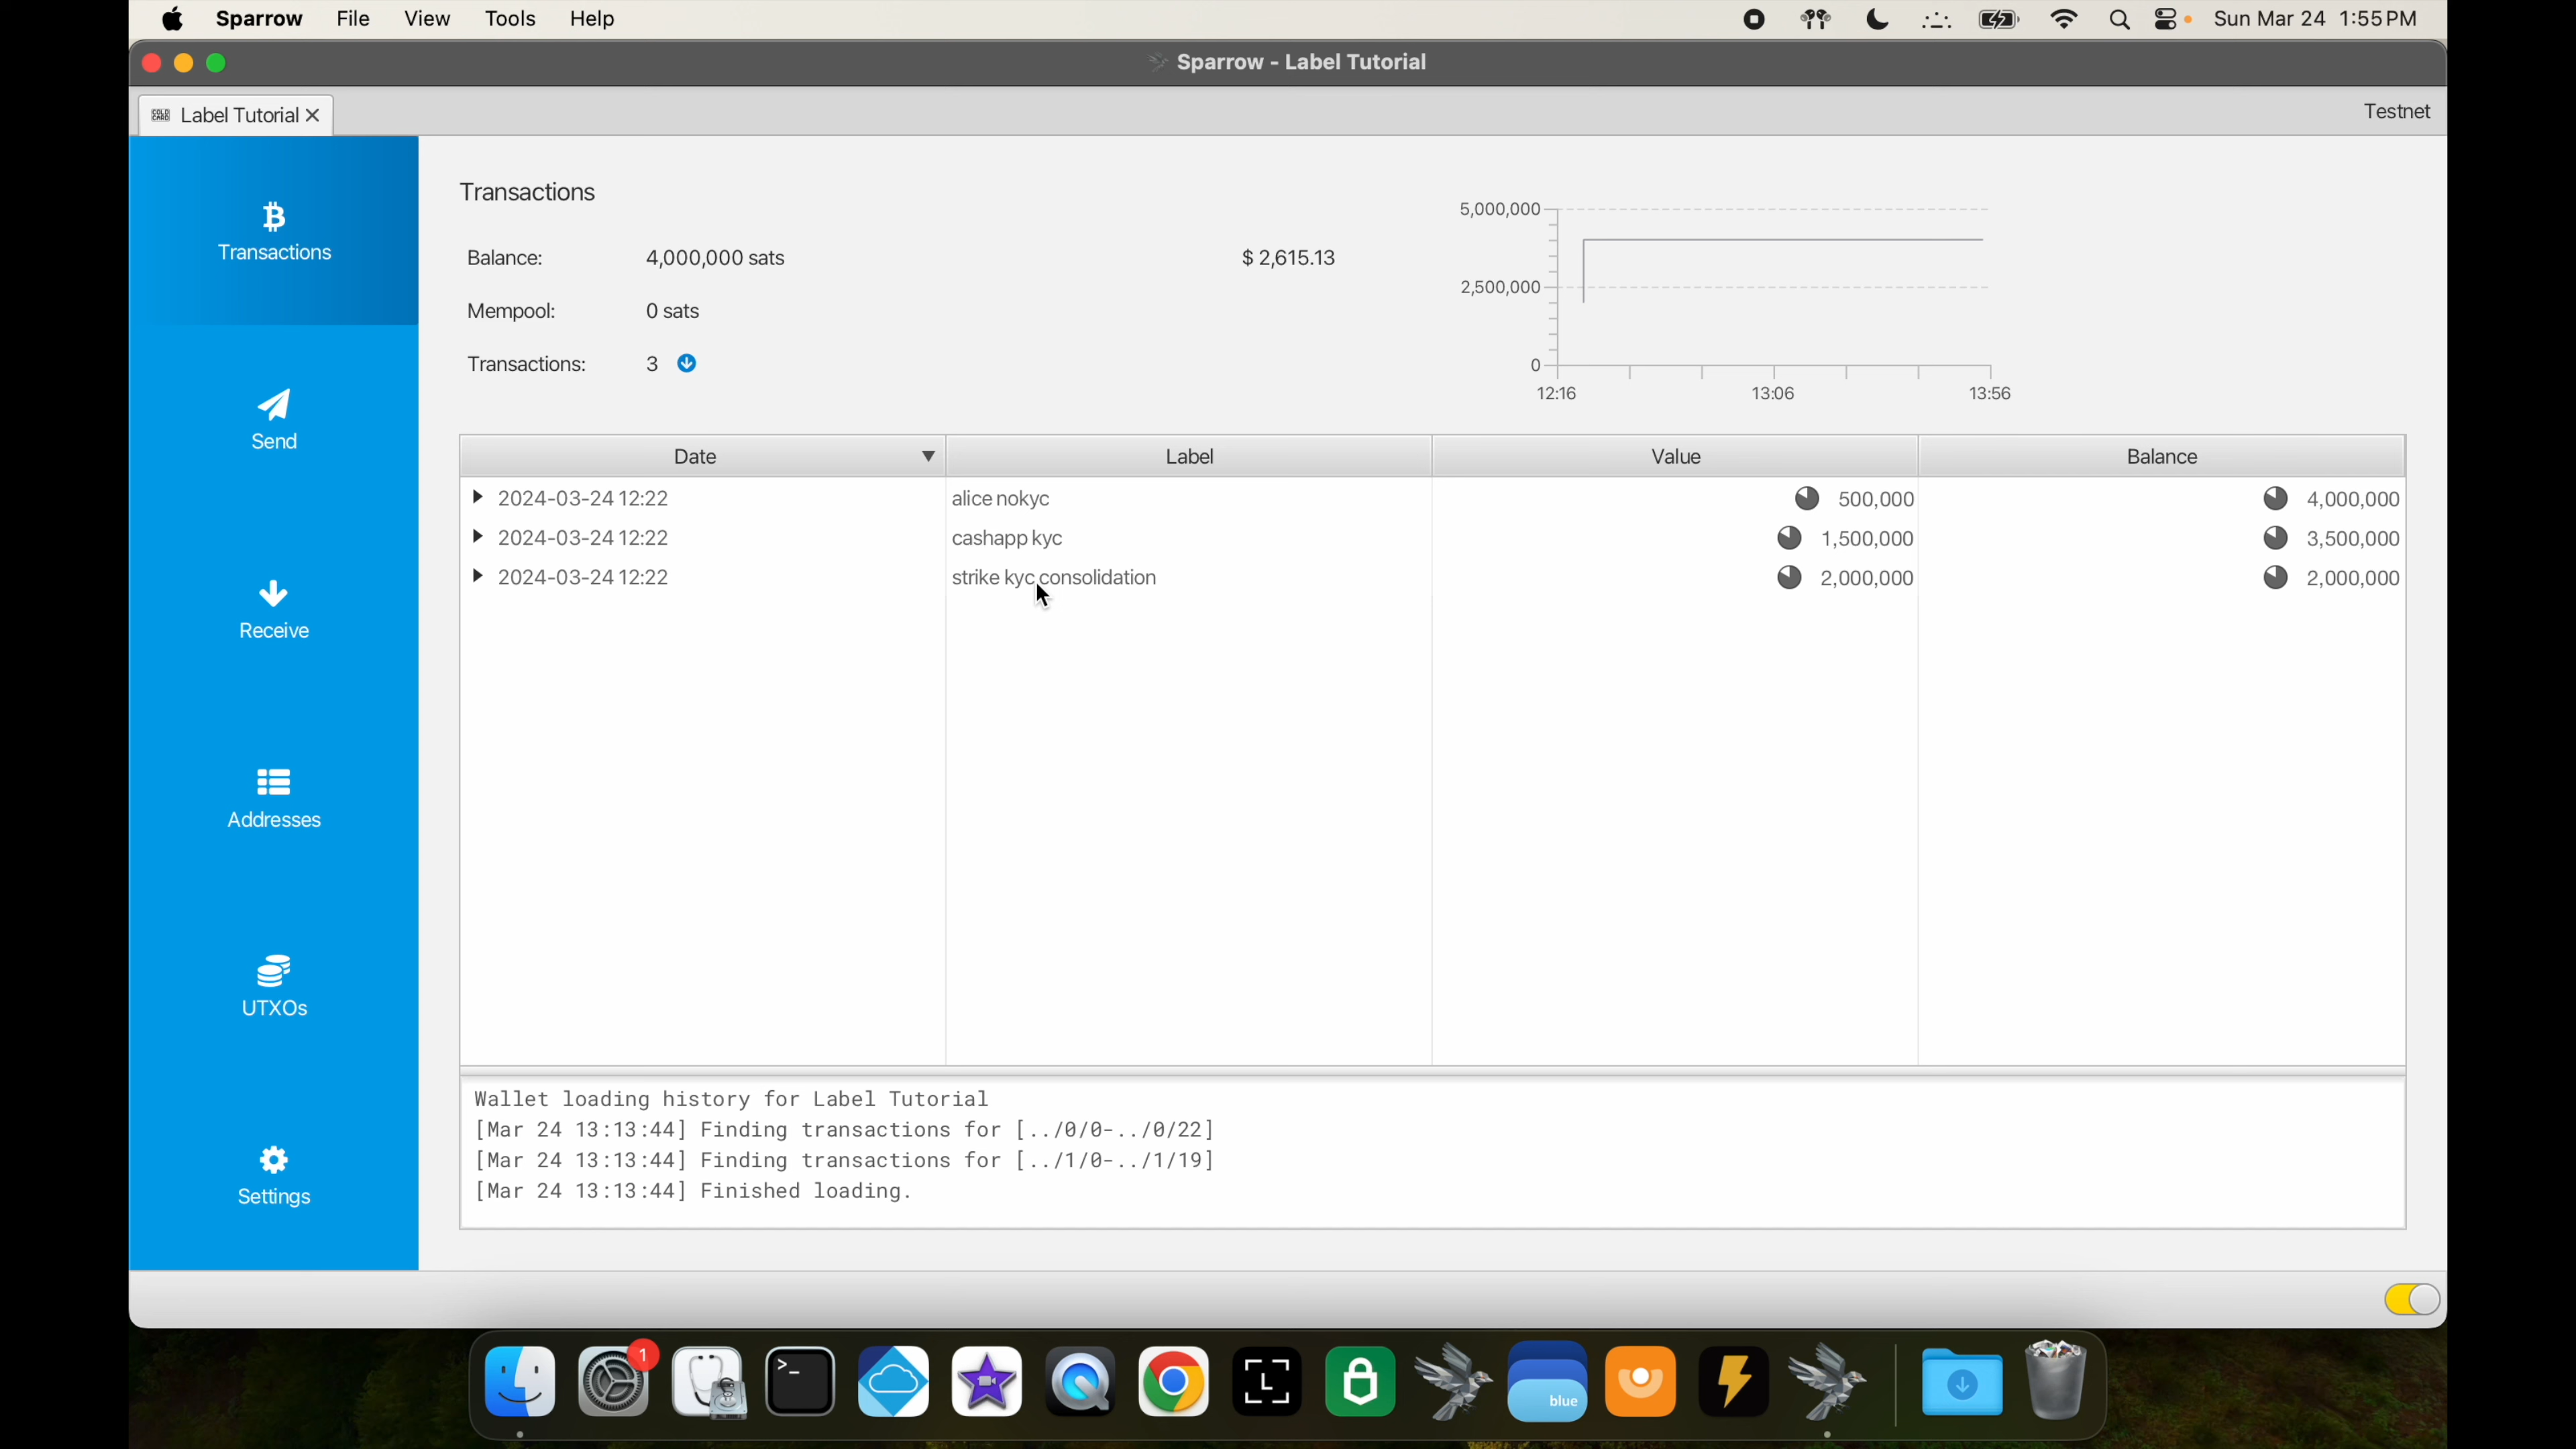 Sparrow File View Tools Help Sun Mar 24 1:55 PM
Sparrow - Label Tutorial
Label Tutorial Testnet
Transactions
Send
Receive
Addresses
UTXOs
Settings
Transactions
Balance: 4,000,000 sats $ 2,615.13
Mempool: 0 sats
Transactions: 3
5,000,000
2,500,000
0
12:16 13:06 13:56
Date Label Value Balance
2024-03-24 12:22 alice nokyc 500,000 4,000,000
2024-03-24 12:22 cashapp kyc 1,500,000 3,500,000
2024-03-24 12:22 strike kyc consolidation 2,000,000 2,000,000
Wallet loading history for Label Tutorial
[Mar 24 13:13:44] Finding transactions for [../0/0-../0/22]
[Mar 24 13:13:44] Finding transactions for [../1/0-../1/19]
[Mar 24 13:13:44] Finished loading.
1
>_
L
blue